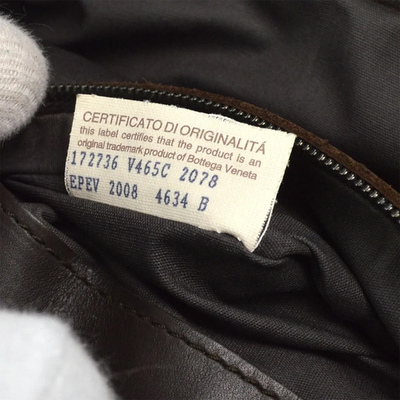 CERTIFICATO DI ORIGINALITÁ
this label certifies that the product is an
original trademark product of Bottega Veneta
172736 V465C 2078
EPEV 2008 4634 B